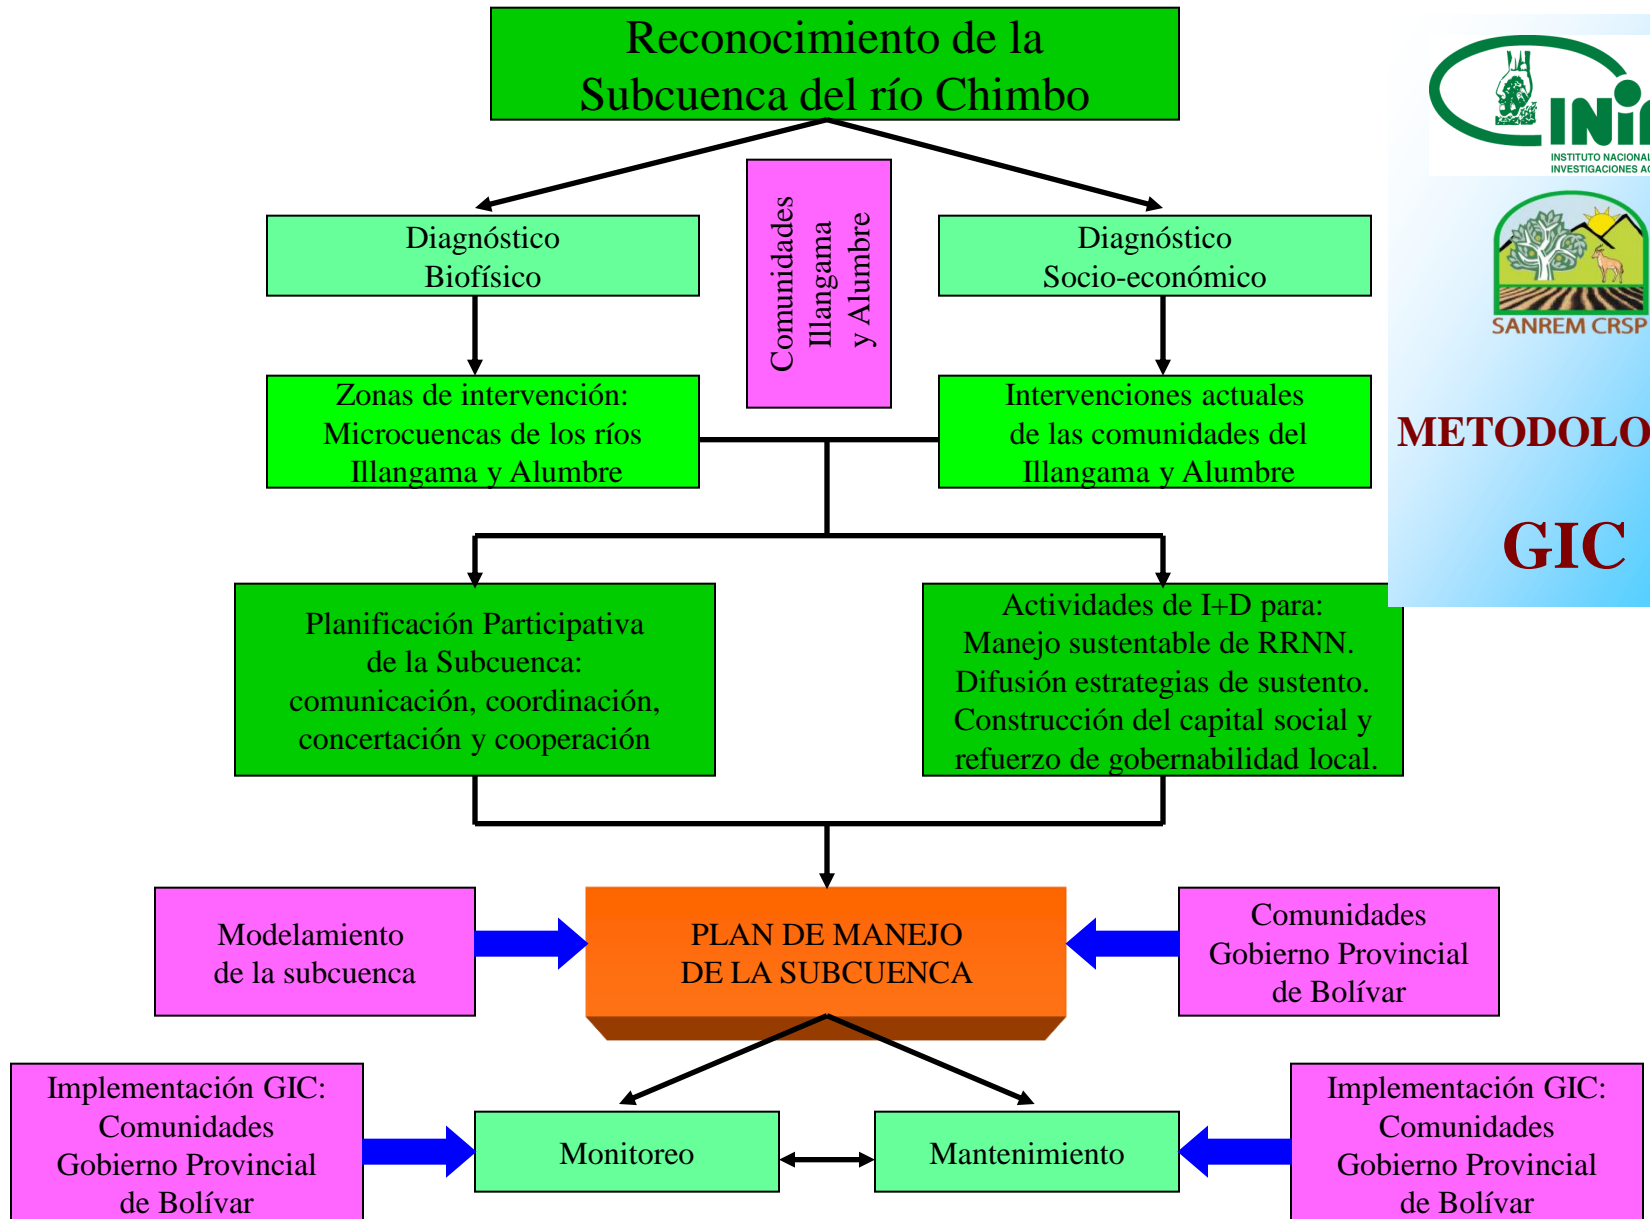 Reconocimiento de la
Subcuenca del río Chimbo
INSTITUTO NACIONAL
INVESTIGACIONES
SANREM CRSP
GIC
Comunidades
Illangama
y Alumbre
Diagnóstico
Biofísico
Diagnóstico
Socio-económico
Zonas de intervención:
Microcuencas de los ríos
Illangama y Alumbre
Intervenciones actuales
de las comunidades del
Illangama y Alumbre
Planificación Participativa
de la Subcuenca:
comunicación, coordinación,
concertación y cooperación
Actividades de I+D para:
Manejo sustentable de RRNN.
Difusión estrategias de sustento.
Construcción del capital social y
refuerzo de gobernabilidad local.
Modelamiento
de la subcuenca
PLAN DE MANEJO
DE LA SUBCUENCA
Comunidades
Gobierno Provincial
de Bolívar
Implementación GIC:
Comunidades
Gobierno Provincial
de Bolívar
Monitoreo
Mantenimiento
Implementación GIC:
Comunidades
Gobierno Provincial
de Bolívar